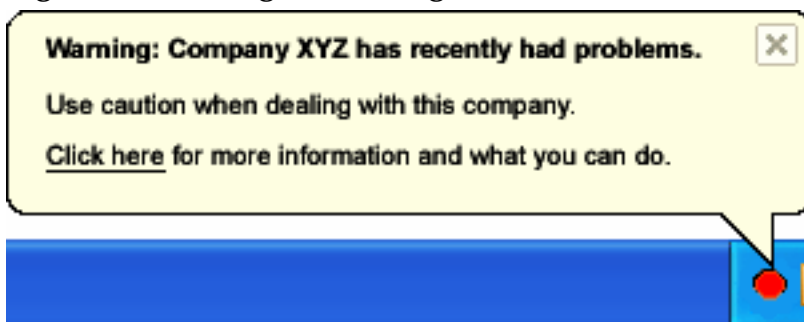 Warning: Company XYZ has recently had problems.
Use caution when dealing with this company.
Click here for more information and what you can do.